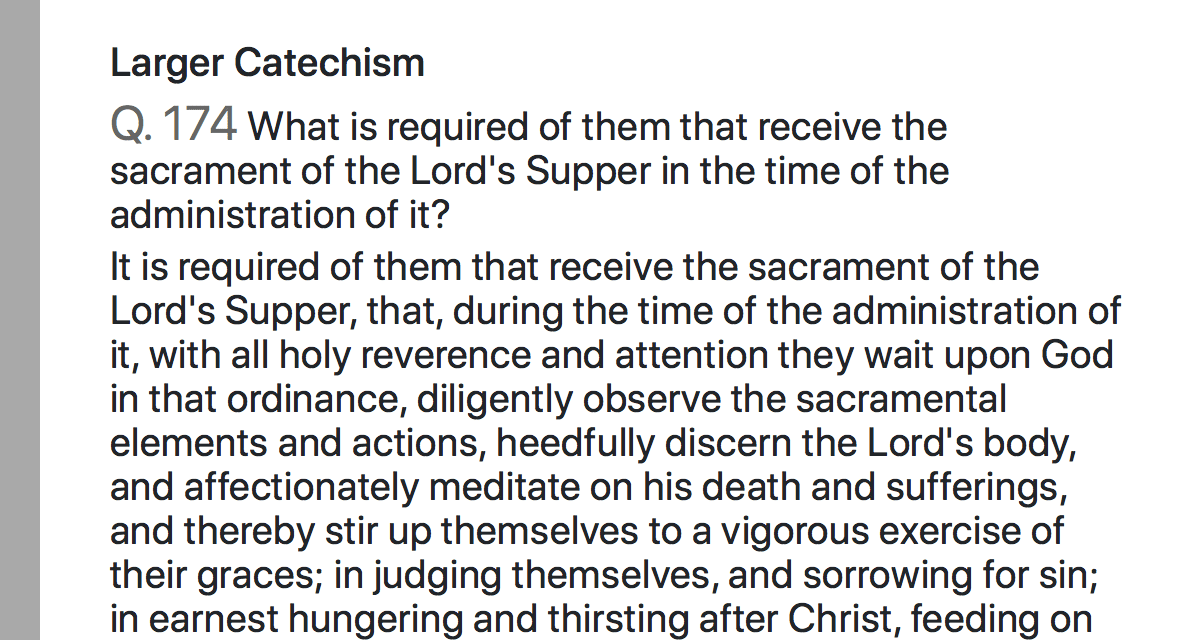 Larger Catechism
Q. 174 What is required of them that receive the
sacrament of the Lord's Supper in the time of the
administration of it?
It is required of them that receive the sacrament of the
Lord's Supper, that, during the time of the administration of
it, with all holy reverence and attention they wait upon God
in that ordinance, diligently observe the sacramental
elements and actions, heedfully discern the Lord's body,
and affectionately meditate on his death and sufferings,
and thereby stir up themselves to a vigorous exercise of
their graces; in judging themselves, and sorrowing for sin;
in earnest hungering and thirsting after Christ, feeding on